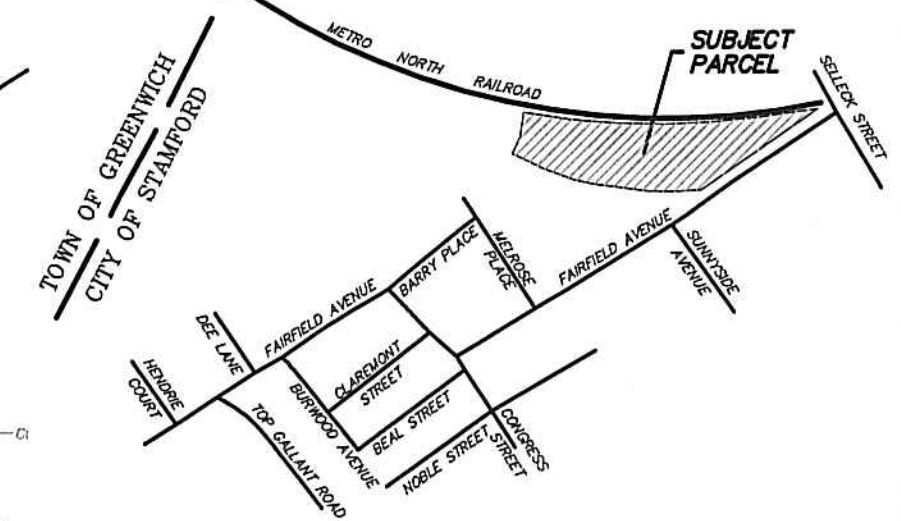 METRO NORTH RAILROAD
SUBJECT
PARCEL
SELLECK STREET
TOWN OF GREENWICH
CITY OF STAMFORD
FAIRFIELD AVENUE
BARRY PLACE
MELROSE
PLACE
FAIRFIELD AVENUE
SUNNYSIDE
AVENUE
DEE LANE
HENDRIE
COURT
CLAREMONT
STREET
BURWOOD AVENUE
BEAL STREET
TOP GALLANT ROAD
NOBLE STREET
CONGRESS
STREET